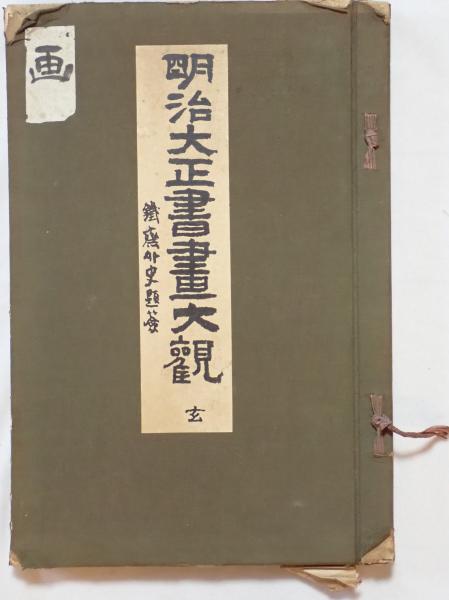 画
明治大正書畫大觀
玄
鐵齋外史題簽